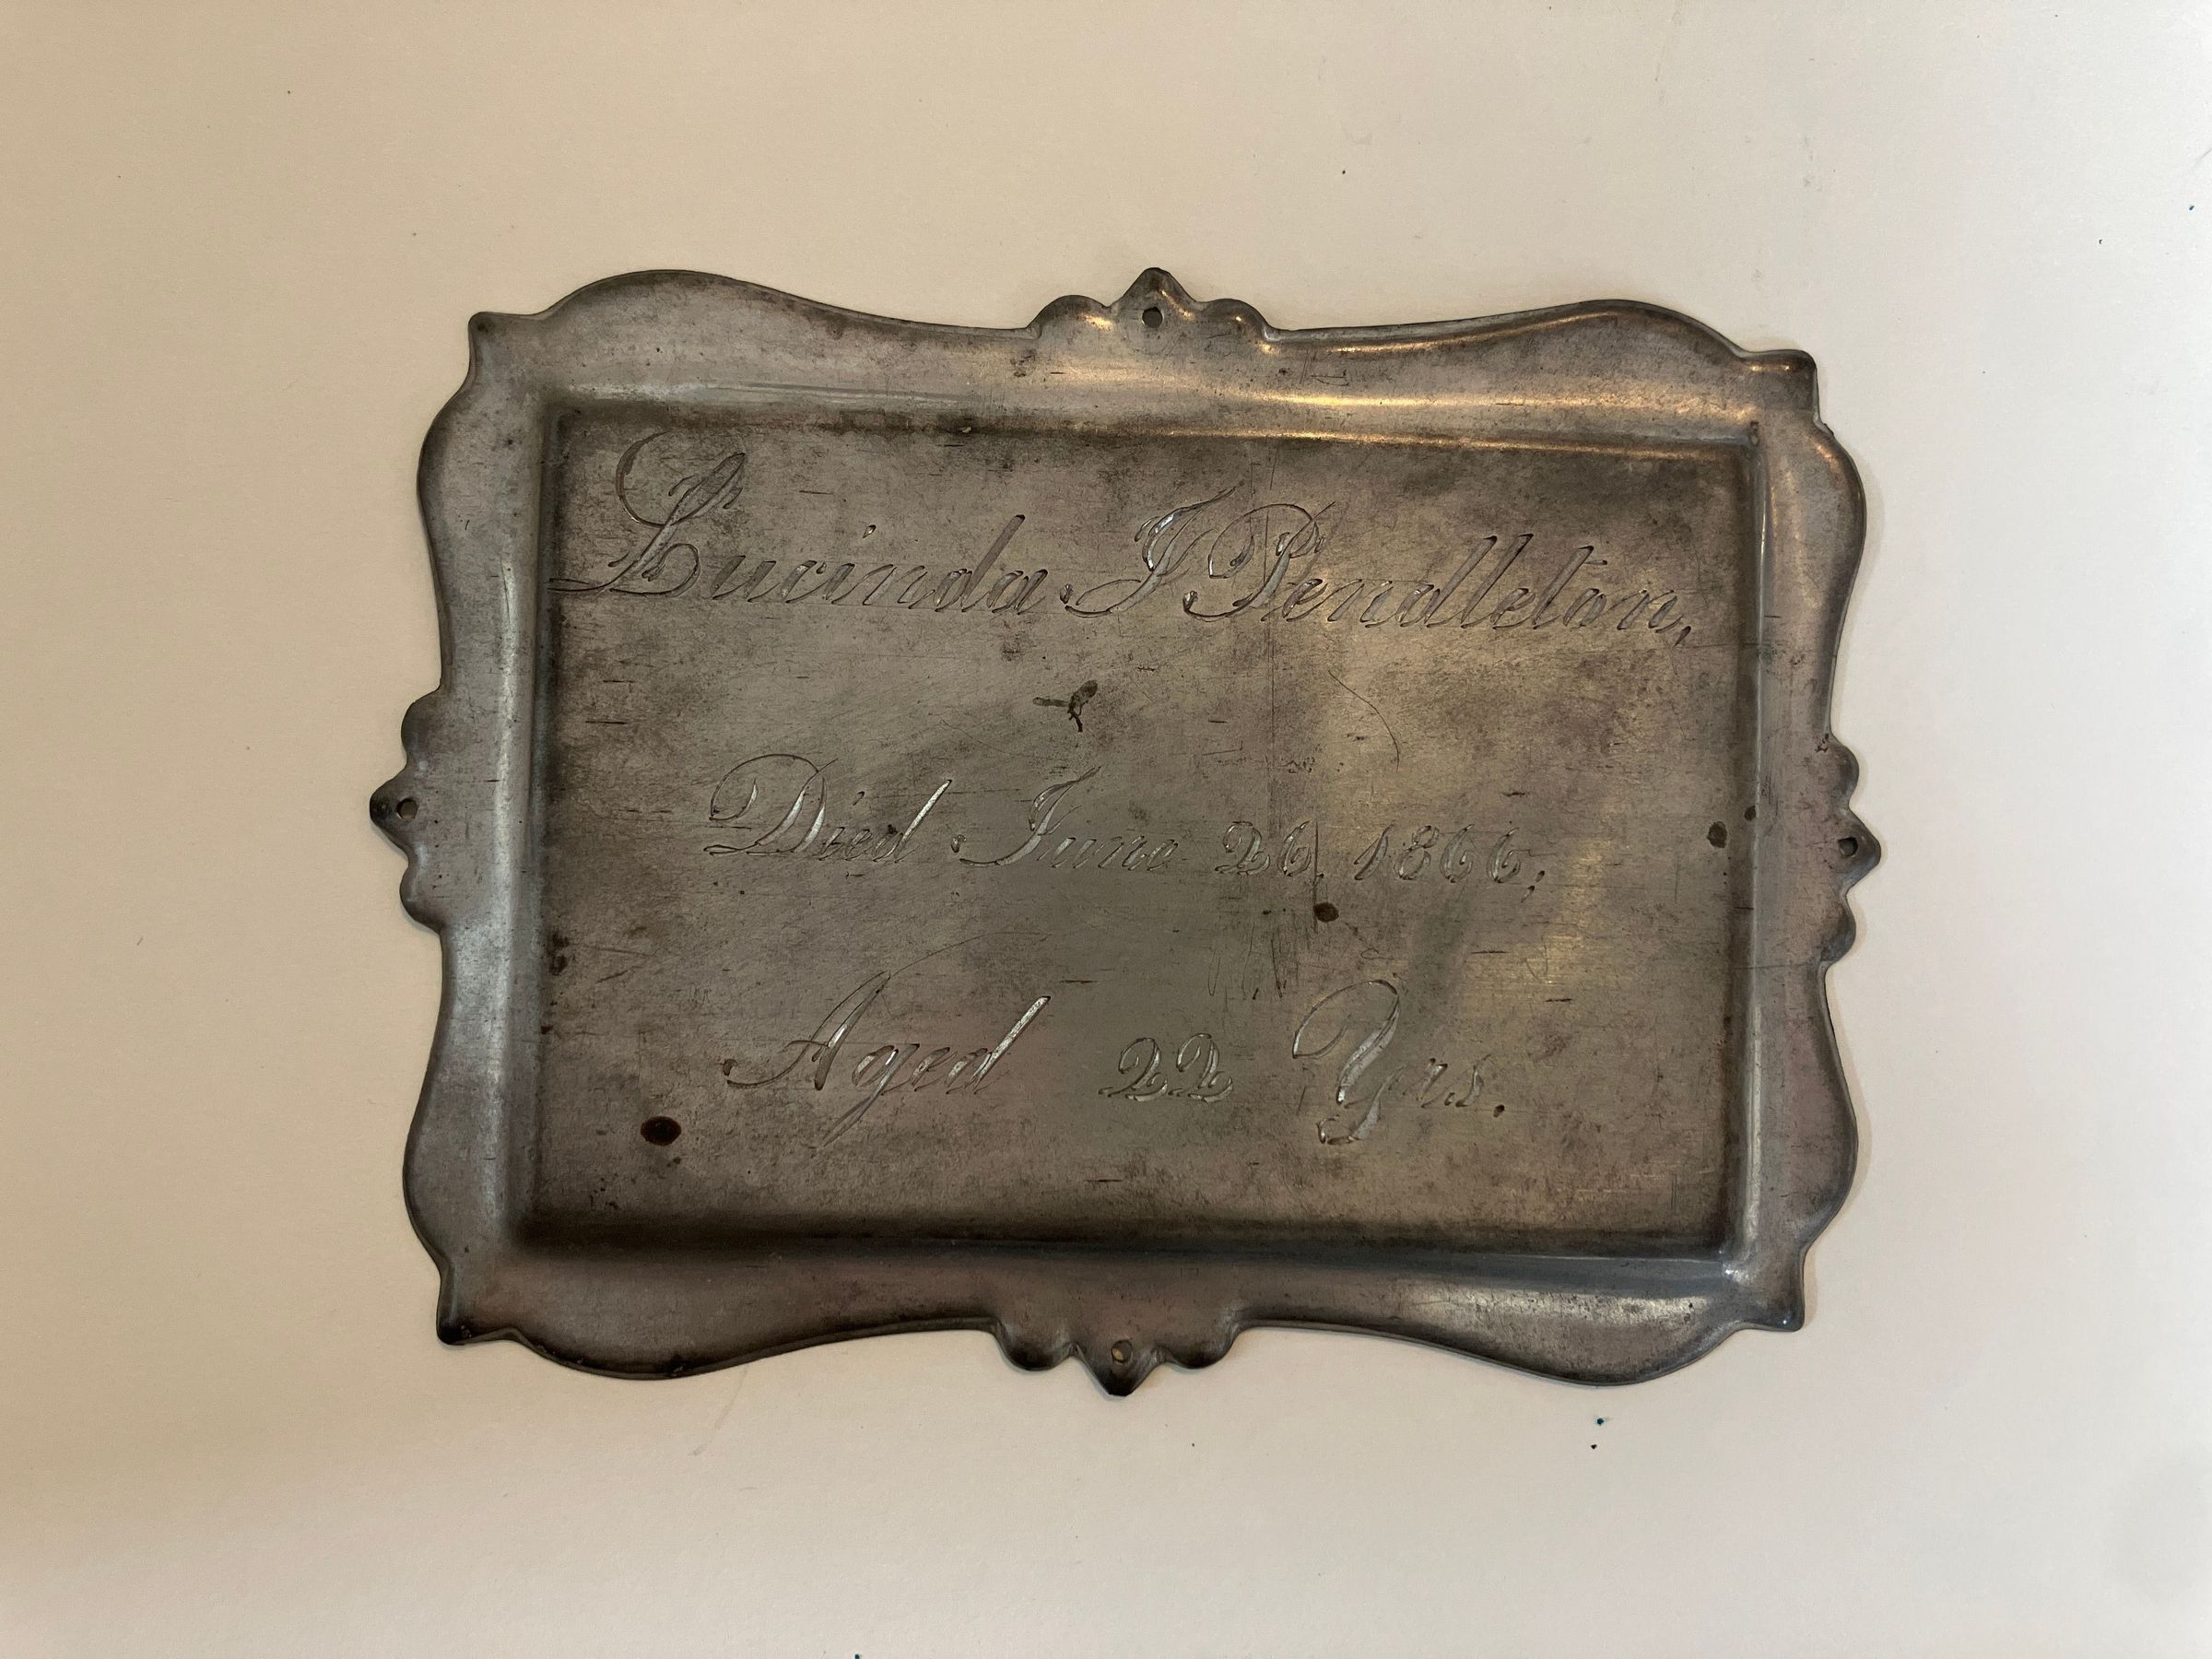 Lucinda J Pendleton,
Died June 26, 1866;
Aged 22 Yrs.